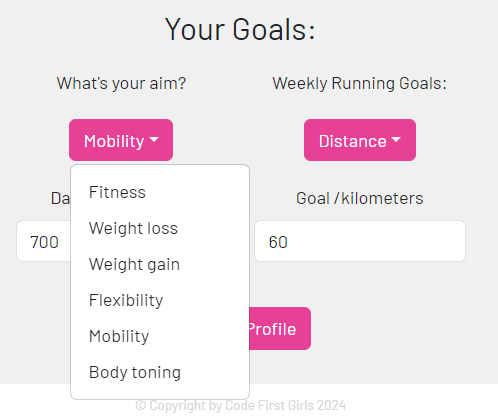 Your Goals:
What's your aim? Weekly Running Goals:
Mobility Distance
Fitness
Weight loss
Weight gain
Flexibility
Mobility
Body toning
Goal /kilometers
700 60
Profile
© Copyright by Code First Girls 2024